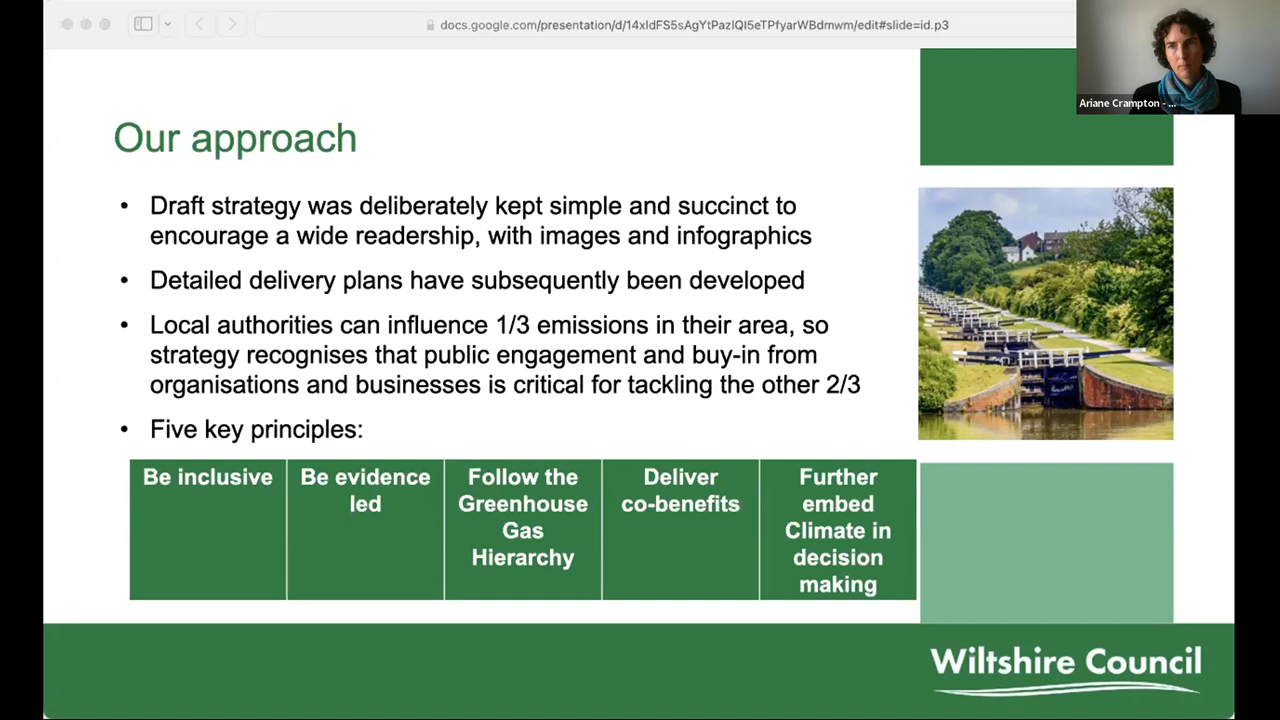 docs.google.com/presentation/d/14xIdFS5sAgYtPazIQI5eTPfyarWBdmwm/edit#slide=id.p3
Ariane Crampton - ...
Our approach
• Draft strategy was deliberately kept simple and succinct to
encourage a wide readership, with images and infographics
• Detailed delivery plans have subsequently been developed
• Local authorities can influence 1/3 emissions in their area, so
strategy recognises that public engagement and buy-in from
organisations and businesses is critical for tackling the other 2/3
• Five key principles:
Be inclusive
Be evidence
led
Follow the
Greenhouse
Gas
Hierarchy
Deliver
co-benefits
Further
embed
Climate in
decision
making
Wiltshire Council